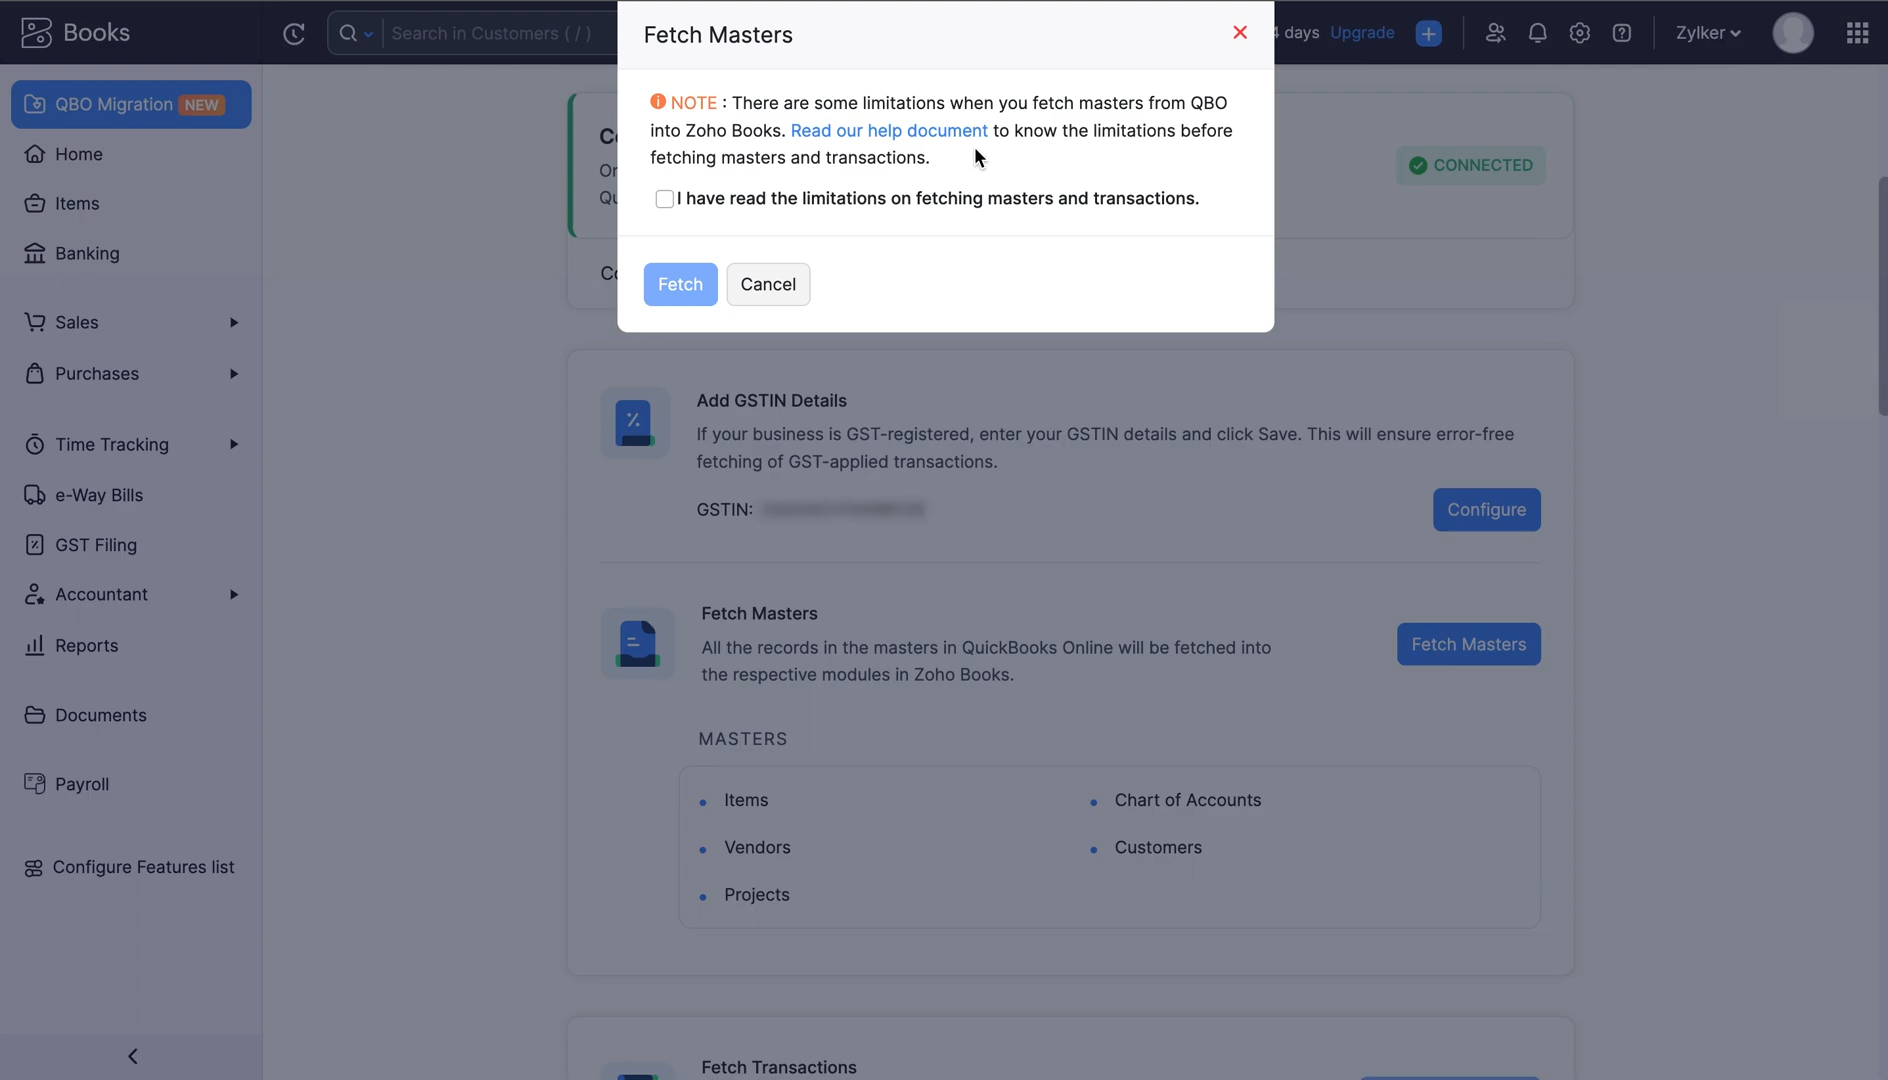 Books
Search in Customers ( / )
days Upgrade
Zylker
QBO Migration NEW
Home
Items
Banking
Sales
Purchases
Time Tracking
e-Way Bills
GST Filing
Accountant
Reports
Documents
Payroll
Configure Features list
Fetch Masters
NOTE : There are some limitations when you fetch masters from QBO
into Zoho Books. Read our help document to know the limitations before
fetching masters and transactions.
I have read the limitations on fetching masters and transactions.
Fetch
Cancel
CONNECTED
Add GSTIN Details
If your business is GST-registered, enter your GSTIN details and click Save. This will ensure error-free
fetching of GST-applied transactions.
GSTIN:
Configure
Fetch Masters
All the records in the masters in QuickBooks Online will be fetched into
the respective modules in Zoho Books.
Fetch Masters
MASTERS
Items
Chart of Accounts
Vendors
Customers
Projects
Fetch Transactions